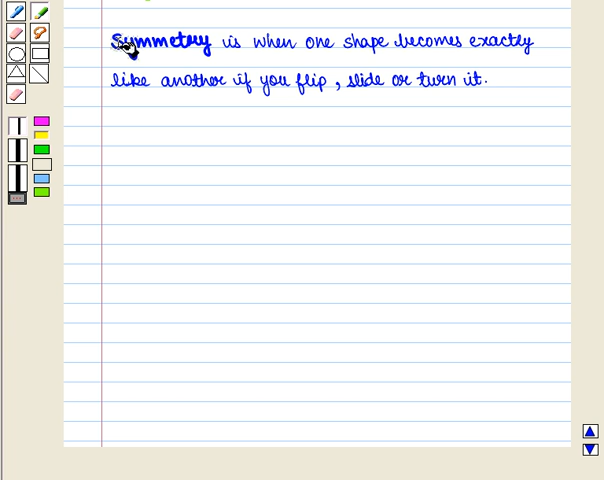 Symmetry is when one shape becomes exactly
like another if you flip, slide or turn it.